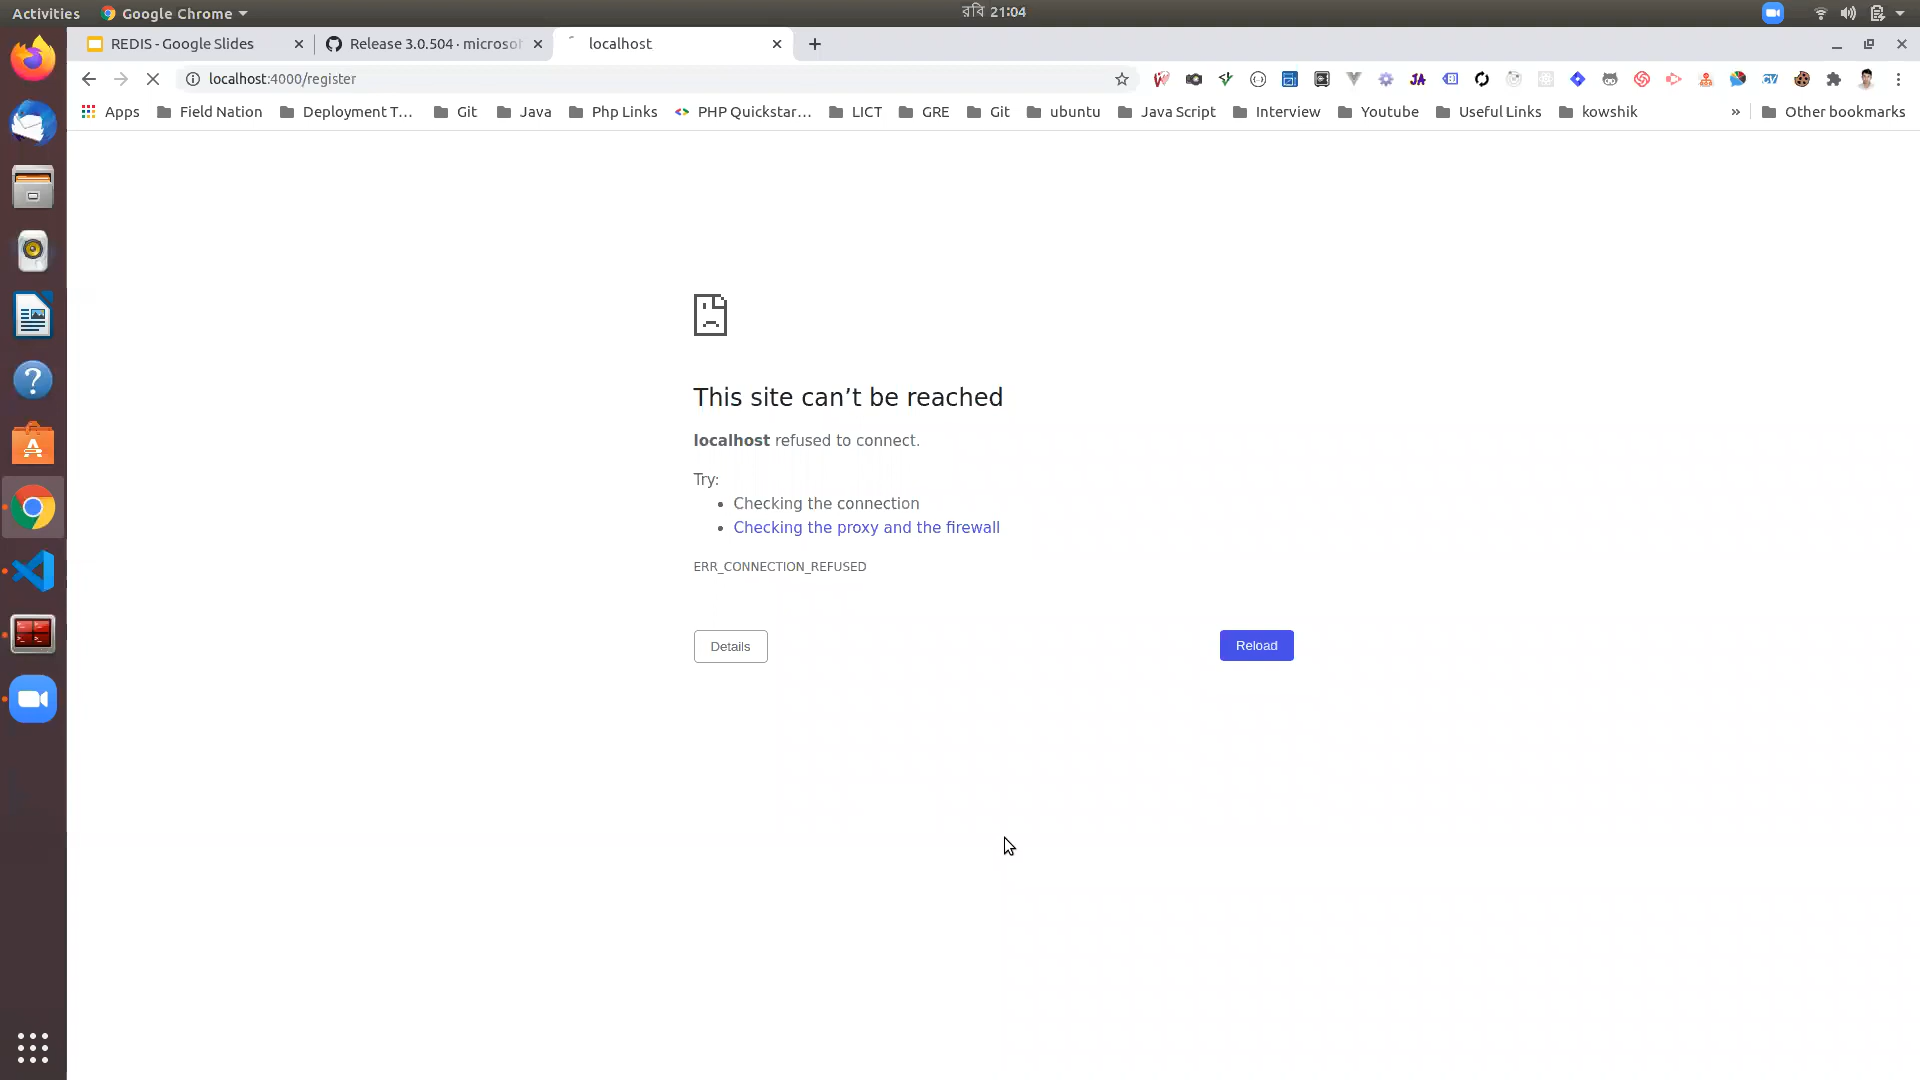 Activities
Google Chrome
রবি 21:04
REDIS - Google Slides
Release 3.0.504 · microsof
localhost
localhost:4000/register
Apps
Field Nation
Deployment T...
Git
Java
Php Links
PHP Quickstar...
LICT
GRE
Git
ubuntu
Java Script
Interview
Youtube
Useful Links
kowshik
»
Other bookmarks
This site can’t be reached
localhost refused to connect.
Try:
• Checking the connection
• Checking the proxy and the firewall
ERR_CONNECTION_REFUSED
Details
Reload